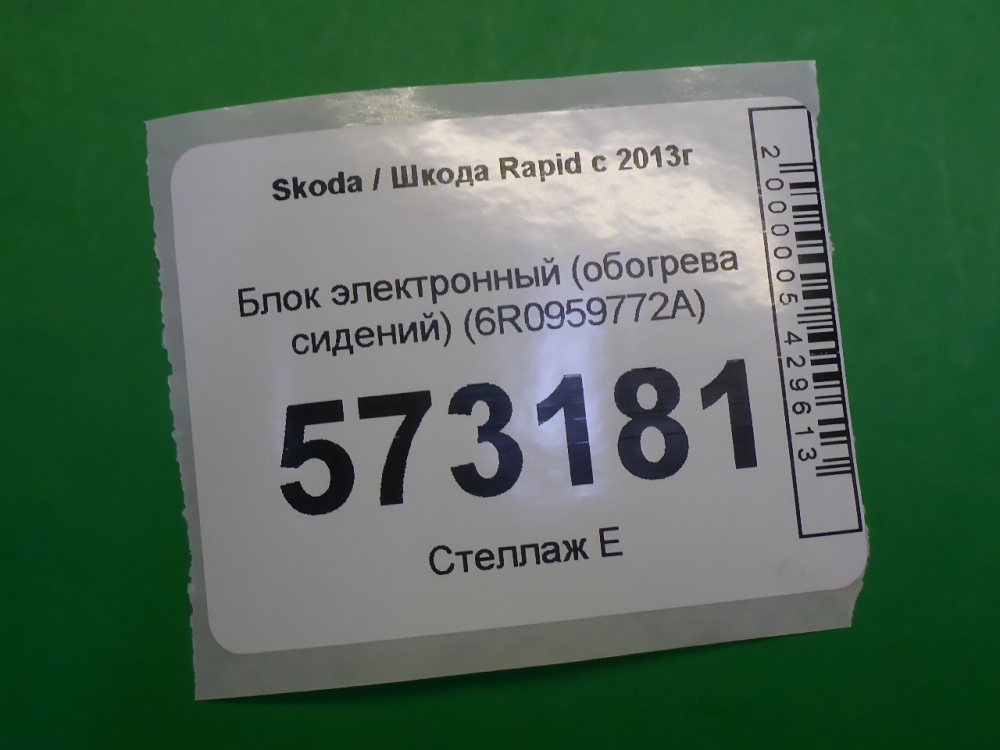 Skoda / Шкода Rapid с 2013г
Блок электронный (обогрева
сидений) (6R0959772A)
573181
Стеллаж Е
2000005429613